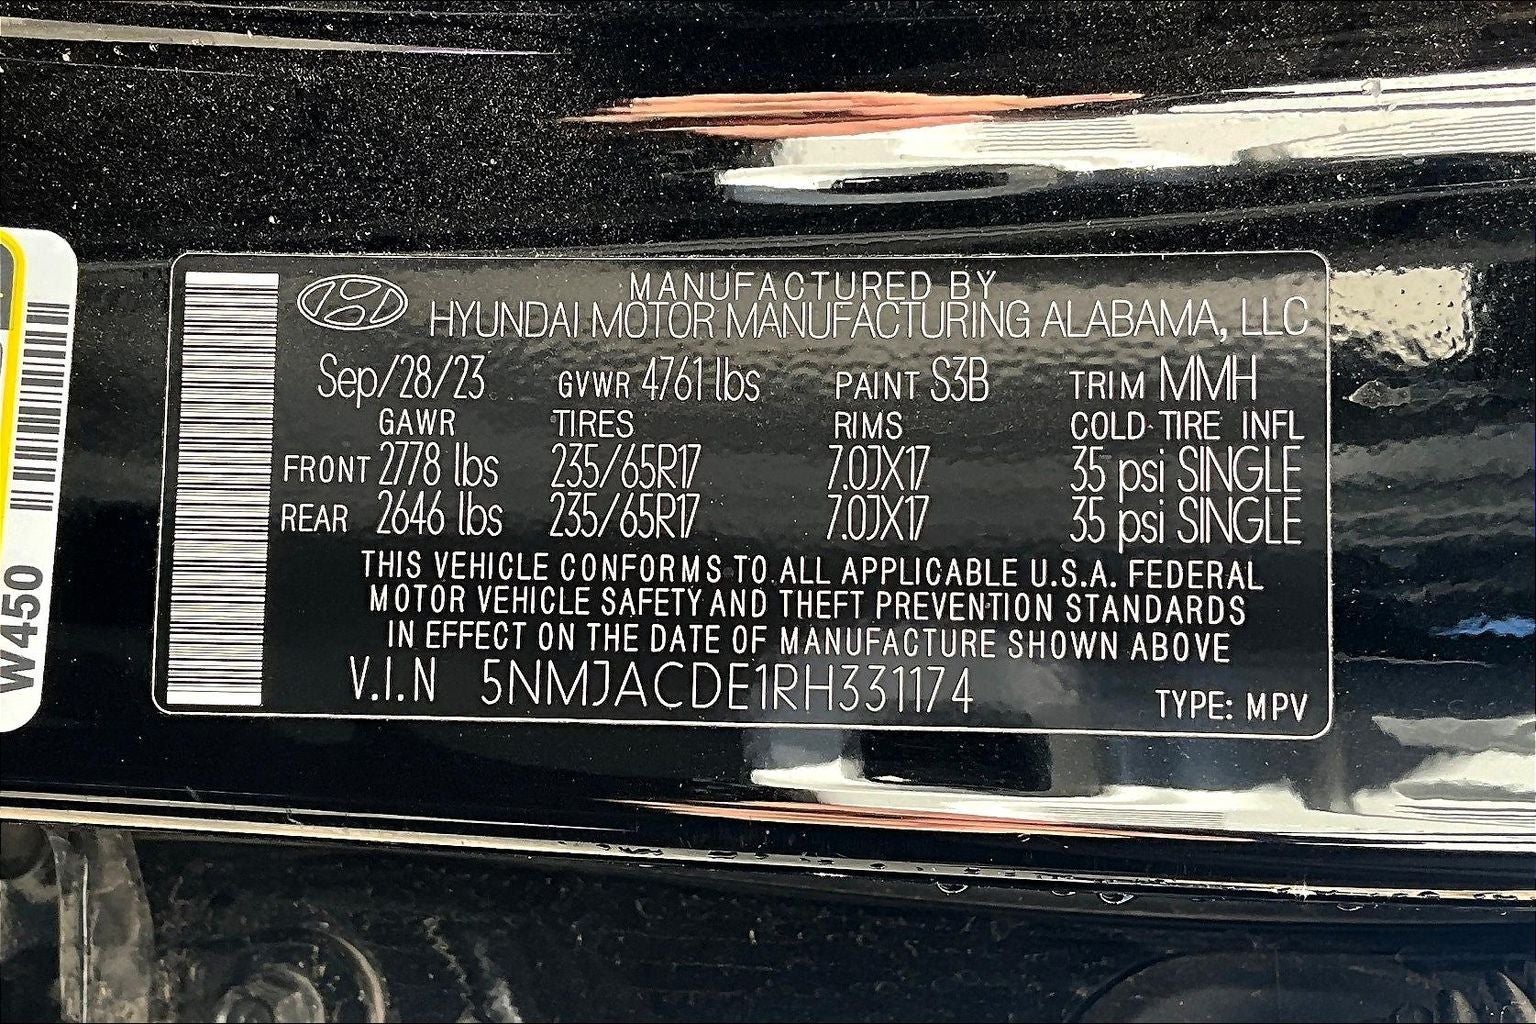 MANUFACTURED BY
HYUNDAI MOTOR MANUFACTURING ALABAMA, LLC
Sep/28/23 GVWR 4761 lbs PAINT S3B TRIM MMH
GAWR TIRES RIMS COLD TIRE INFL
FRONT 2778 lbs 235/65R17 7.0JX17 35 psi SINGLE
REAR 2646 lbs 235/65R17 7.0JX17 35 psi SINGLE
THIS VEHICLE CONFORMS TO ALL APPLICABLE U.S.A. FEDERAL
MOTOR VEHICLE SAFETY AND THEFT PREVENTION STANDARDS
IN EFFECT ON THE DATE OF MANUFACTURE SHOWN ABOVE
V.I.N 5NMJACDE1RH331174
TYPE: MPV
W450